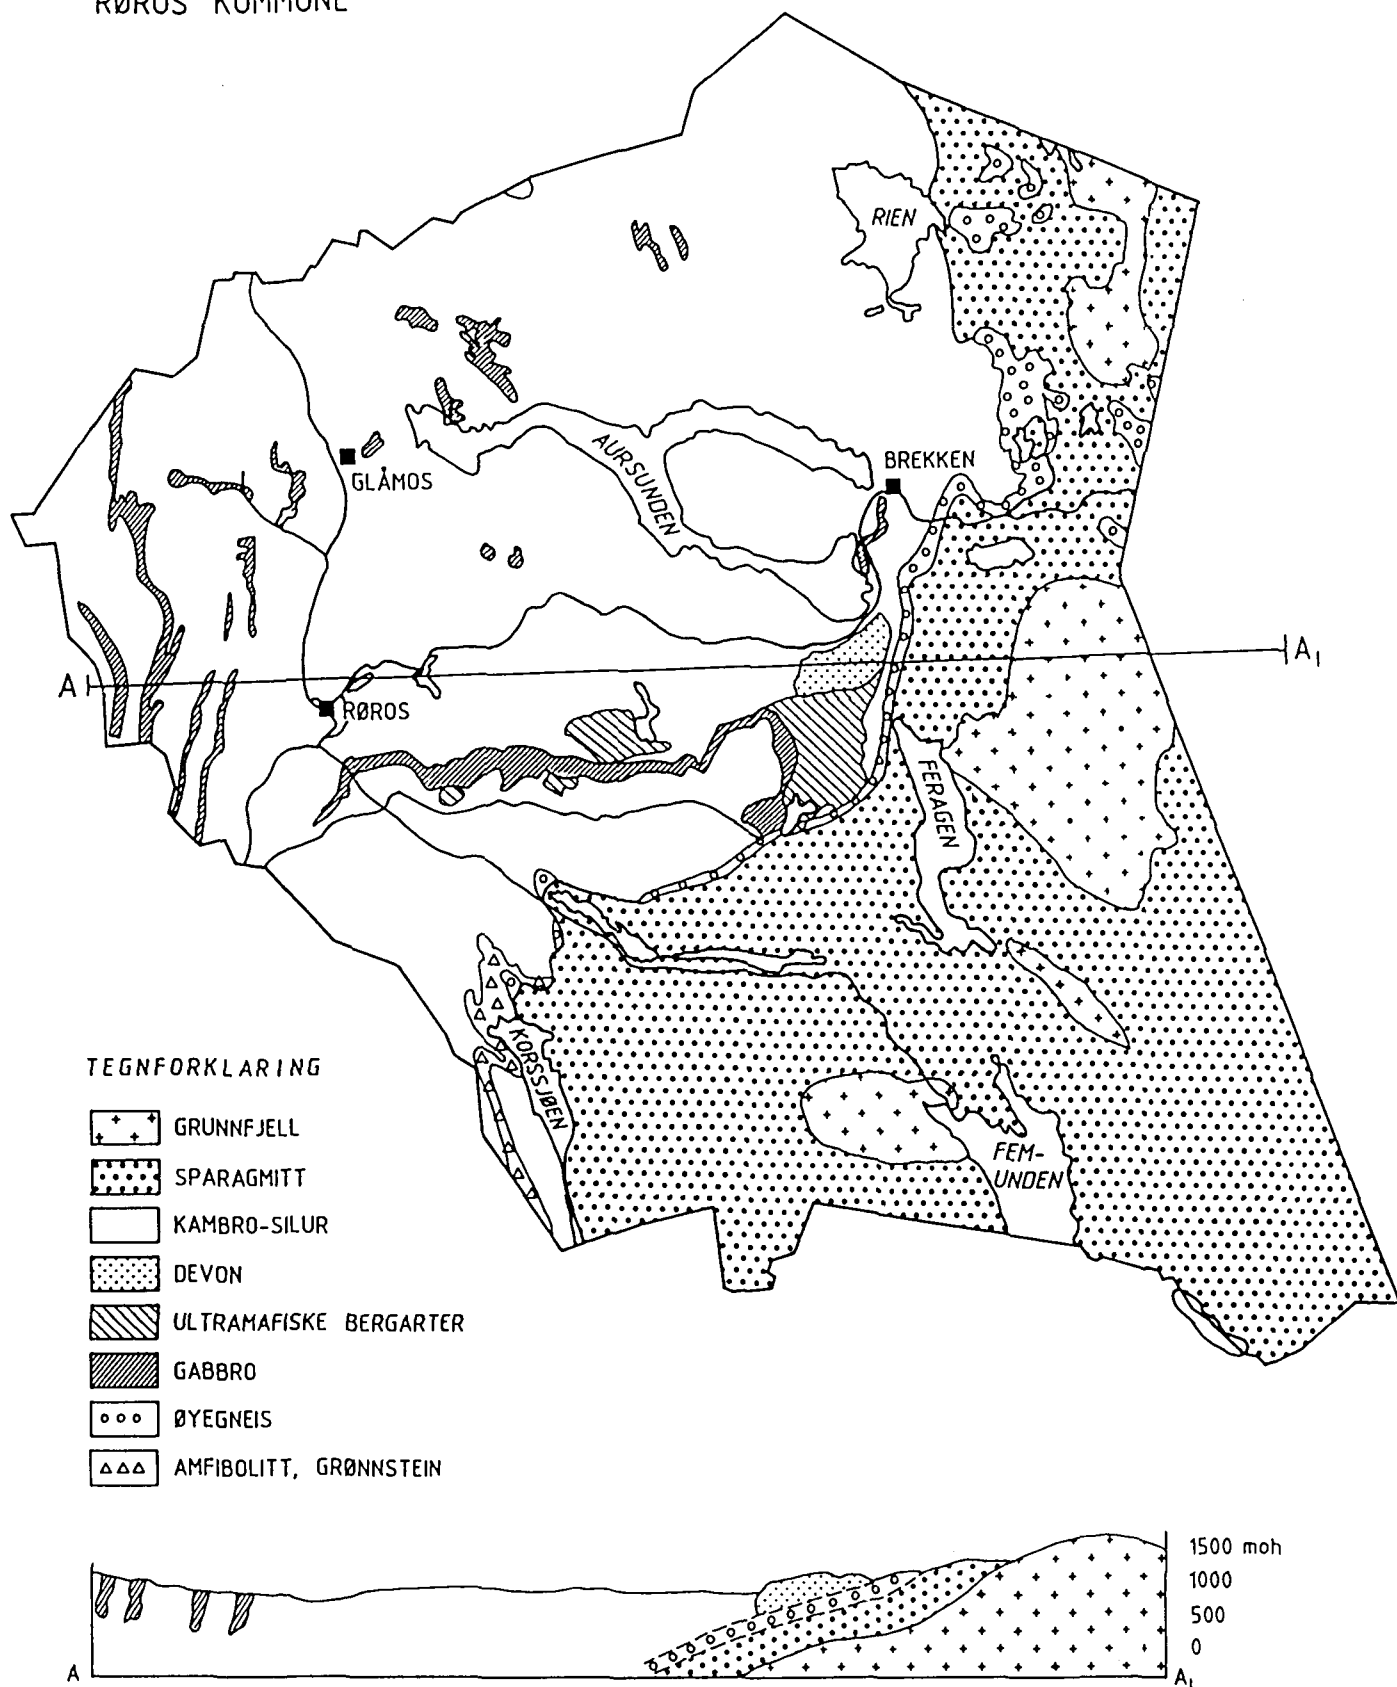 RØROS KOMMUNE
RIEN
GLÅMOS
AURSUNDEN
BREKKEN
A
A1
RØROS
FERAGEN
KORSSJØEN
FEM-
UNDEN
TEGNFORKLARING
GRUNNFJELL
SPARAGMITT
KAMBRO-SILUR
DEVON
ULTRAMAFISKE BERGARTER
GABBRO
ØYEGNEIS
AMFIBOLITT, GRØNNSTEIN
1500 moh
1000
500
0
A
A1